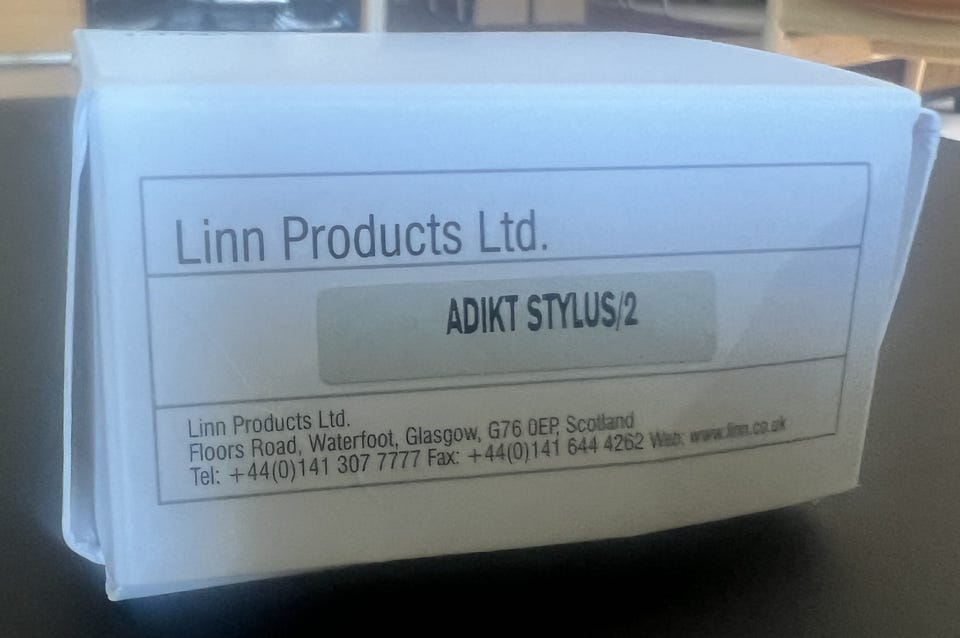 Linn Products Ltd.
ADIKT STYLUS/2
Linn Products Ltd.
Floors Road, Waterfoot, Glasgow, G76 0EP, Scotland
Tel: +44(0)141 307 7777 Fax: +44(0)141 644 4262 Web: www.linn.co.uk